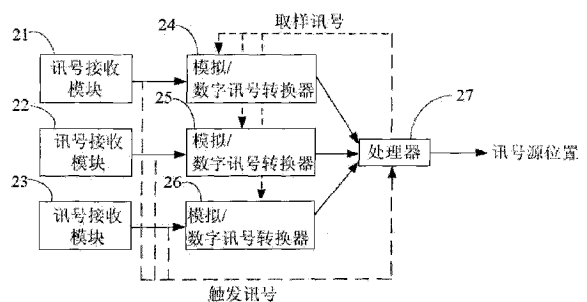 取样讯号
21
讯号接收
模块
24
模拟/
数字讯号转换器
22
讯号接收
模块
25
模拟/
数字讯号转换器
27
处理器
讯号源位置
23
讯号接收
模块
26
模拟/
数字讯号转换器
触发讯号